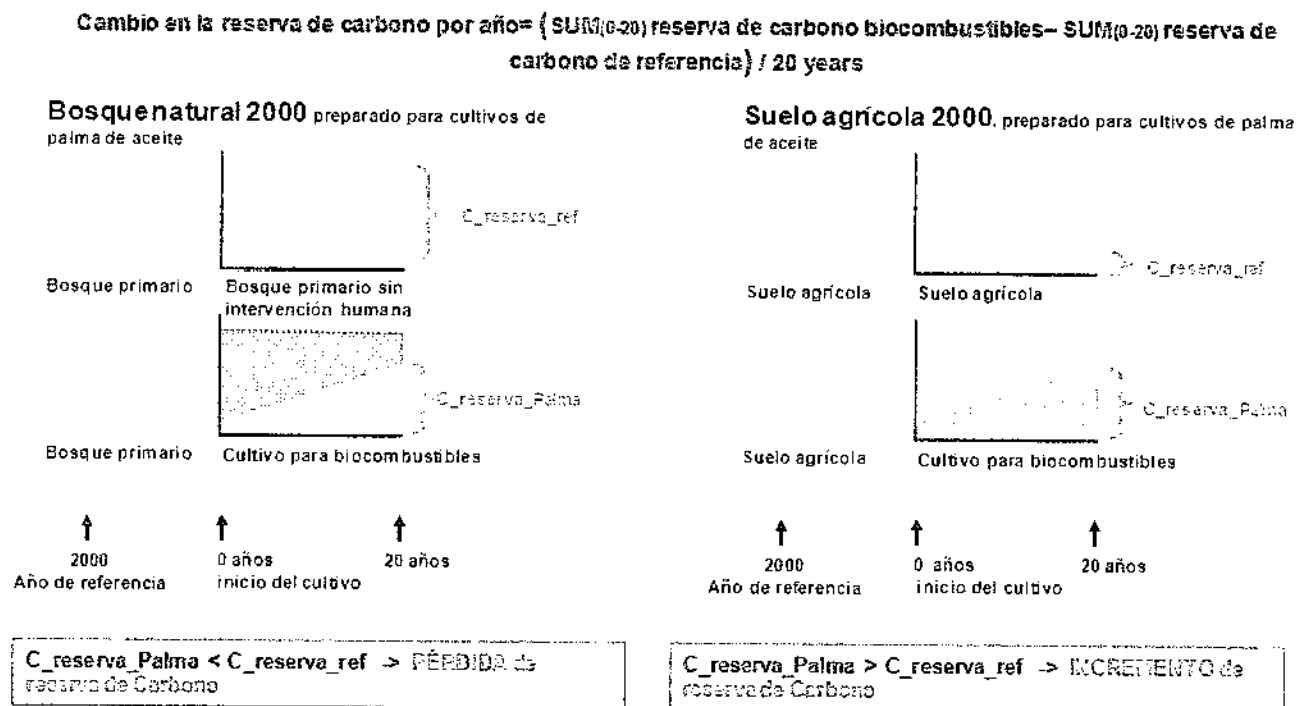 Cambio en la reserva de carbono por año= (SUM(0-20) reserva de carbono biocombustibles– SUM(0-20) reserva de
carbono de referencia) / 20 years
Bosque natural 2000 preparado para cultivos de
palma de aceite
C_reserva_ref
Bosque primario
Bosque primario sin
intervención humana
C_reserva_Palma
Bosque primario
Cultivo para biocombustibles
2000
Año de referencia
0 años
inicio del cultivo
20 años
C_reserva_Palma < C_reserva_ref -> PÉRDIDA de
reserva de Carbono
Suelo agrícola 2000, preparado para cultivos de palma
de aceite
C_reserva_ref
Suelo agrícola
Suelo agrícola
C_reserva_Palma
Suelo agrícola
Cultivo para biocombustibles
2000
Año de referencia
0 años
inicio del cultivo
20 años
C_reserva_Palma > C_reserva_ref -> INCREMENTO de
reserva de Carbono